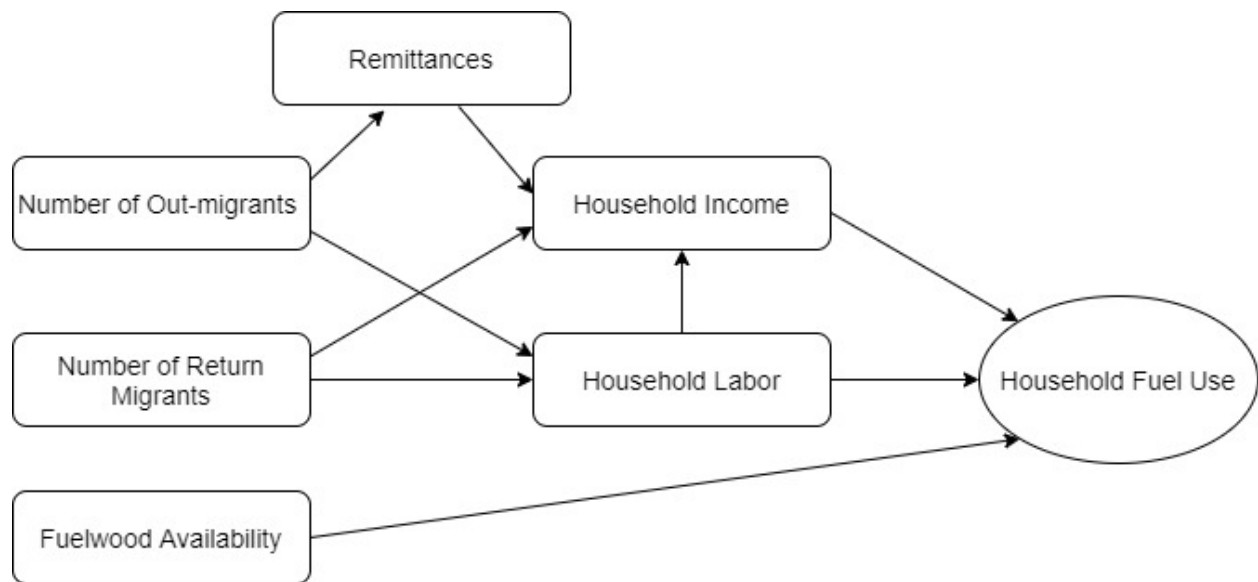 Remittances
Number of Out-migrants
Household Income
Number of Return
Migrants
Household Labor
Household Fuel Use
Fuelwood Availability